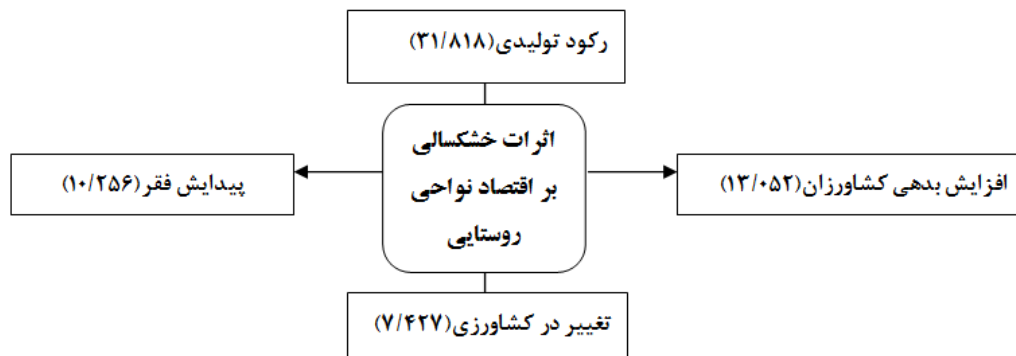 رکود تولیدی(۳۱/۸۱۸)
اثرات خشکسالی
بر اقتصاد نواحی
روستایی
افزایش بدهی کشاورزان(۱۳/۰۵۲)
پیدایش فقر(۱۰/۲۵۶)
تغییر در کشاورزی(۷/۴۲۷)